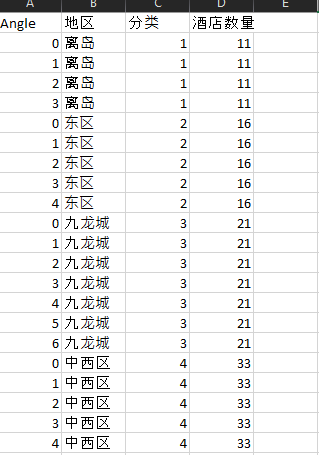 A B C D E
Angle 地区 分类 酒店数量
0 离岛 1 11
1 离岛 1 11
2 离岛 1 11
3 离岛 1 11
0 东区 2 16
1 东区 2 16
2 东区 2 16
3 东区 2 16
4 东区 2 16
0 九龙城 3 21
1 九龙城 3 21
2 九龙城 3 21
3 九龙城 3 21
4 九龙城 3 21
5 九龙城 3 21
6 九龙城 3 21
0 中西区 4 33
1 中西区 4 33
2 中西区 4 33
3 中西区 4 33
4 中西区 4 33